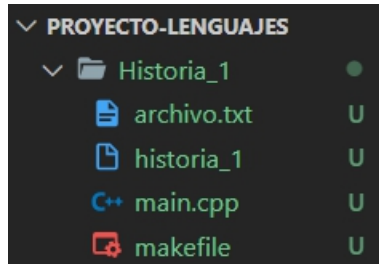 PROYECTO-LENGUAJES
Historia_1
archivo.txt U
historia_1 U
C++ main.cpp U
makefile U